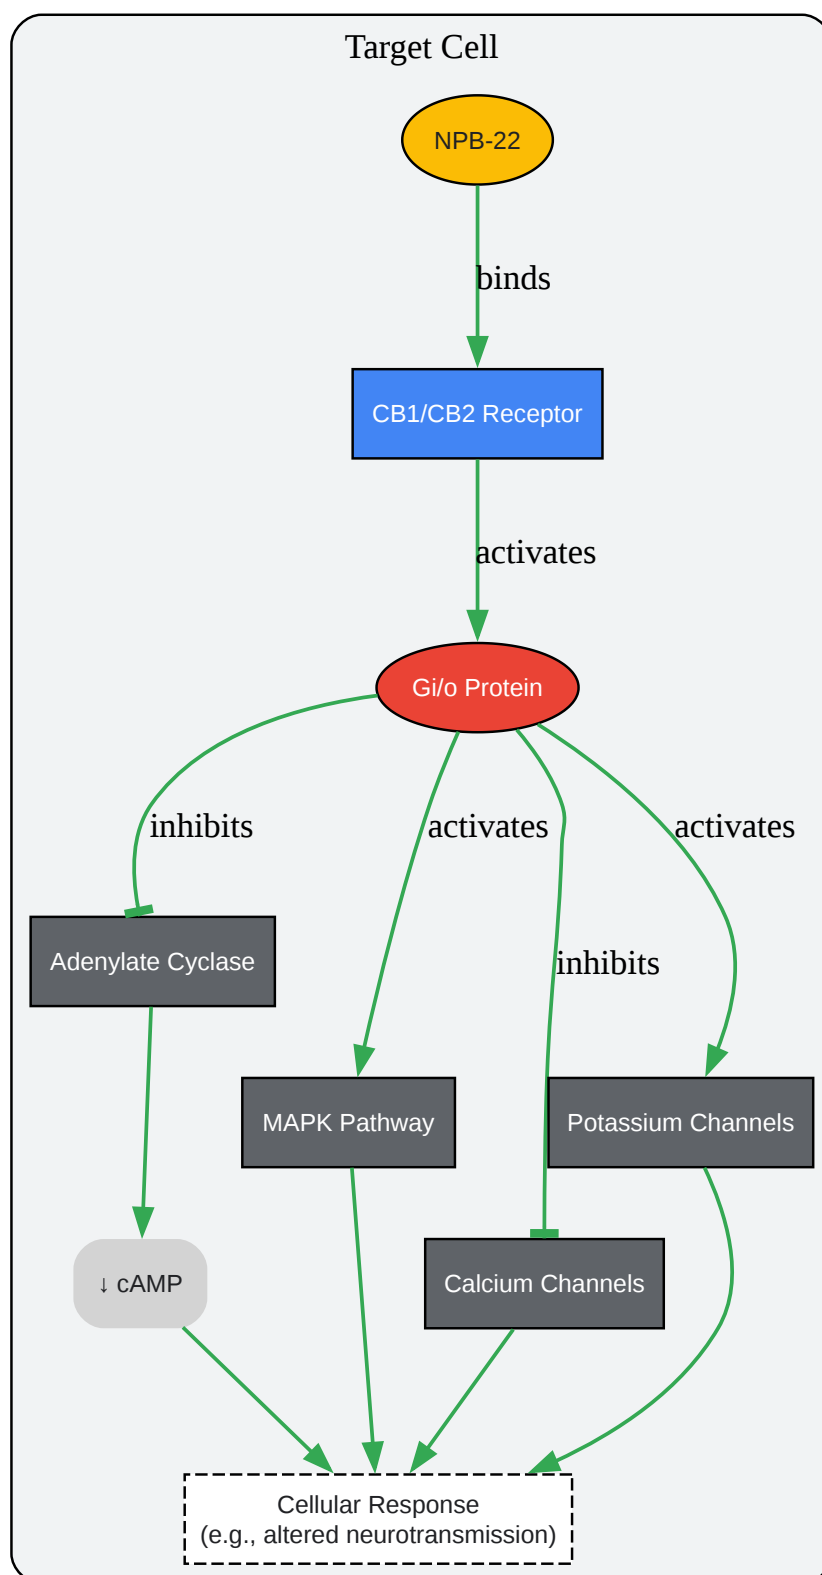 Target Cell
NPB-22
binds
CB1/CB2 Receptor
activates
Gi/o Protein
inhibits
activates
activates
Adenylate Cyclase
inhibits
MAPK Pathway
Potassium Channels
↓ cAMP
Calcium Channels
Cellular Response
(e.g., altered neurotransmission)